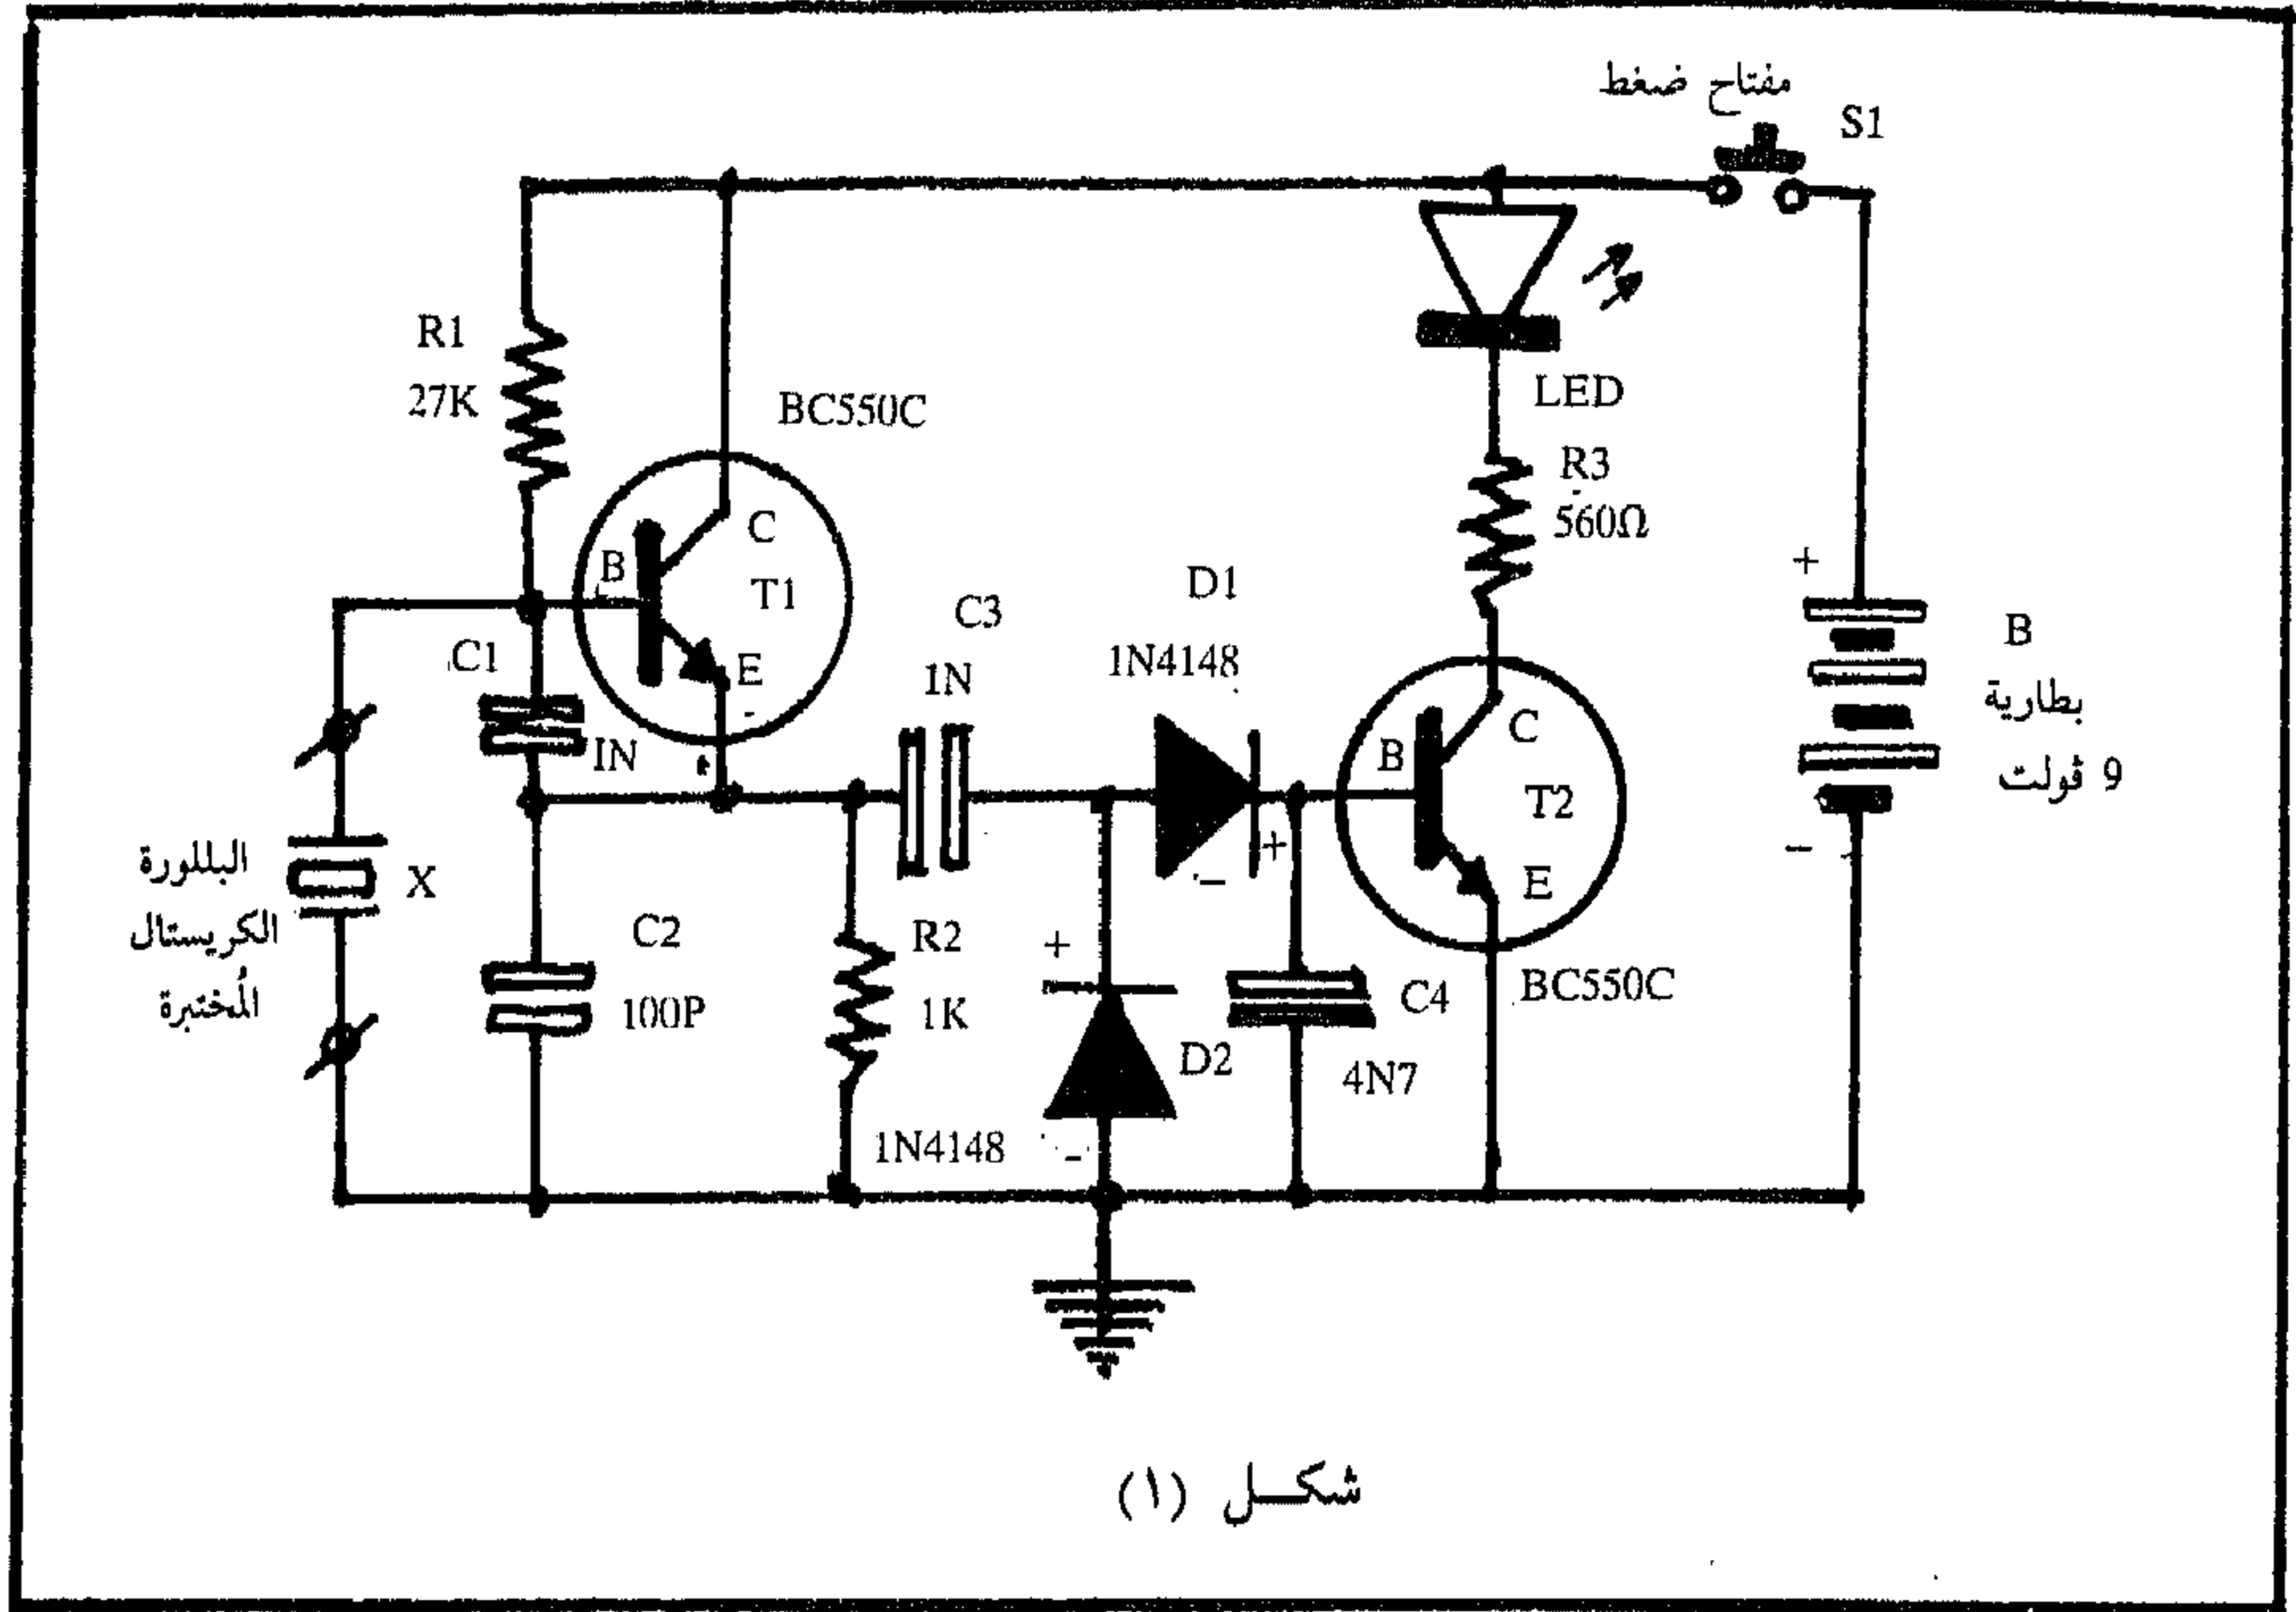 مفتاح ضغط
S1
R1
27K
BC550C
LED
R3
560Ω
C
B
T1
E
C1
IN
C3
1N
D1
1N4148
C
B
T2
E
BC550C
+
B
بطارية
9 ڤولت
-
البللورة
الكريستال
المُختبرة
X
C2
100P
R2
1K
+
-
+
D2
1N4148
-
C4
4N7
شكل (١)